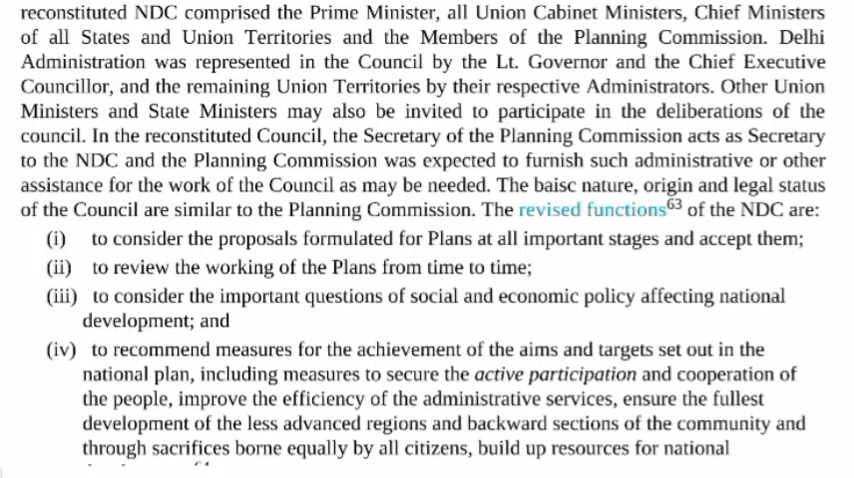 reconstituted NDC comprised the Prime Minister, all Union Cabinet Ministers, Chief Ministers
of all States and Union Territories and the Members of the Planning Commission. Delhi
Administration was represented in the Council by the Lt. Governor and the Chief Executive
Councillor, and the remaining Union Territories by their respective Administrators. Other Union
Ministers and State Ministers may also be invited to participate in the deliberations of the
council. In the reconstituted Council, the Secretary of the Planning Commission acts as Secretary
to the NDC and the Planning Commission was expected to furnish such administrative or other
assistance for the work of the Council as may be needed. The baisc nature, origin and legal status
of the Council are similar to the Planning Commission. The revised functions63 of the NDC are:
(i) to consider the proposals formulated for Plans at all important stages and accept them;
(ii) to review the working of the Plans from time to time;
(iii) to consider the important questions of social and economic policy affecting national
development; and
(iv) to recommend measures for the achievement of the aims and targets set out in the
national plan, including measures to secure the active participation and cooperation of
the people, improve the efficiency of the administrative services, ensure the fullest
development of the less advanced regions and backward sections of the community and
through sacrifices borne equally by all citizens, build up resources for national